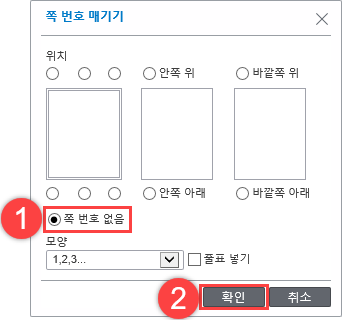 쪽 번호 매기기
위치
안쪽 위 바깥쪽 위
안쪽 아래 바깥쪽 아래
1 쪽 번호 없음
모양
1,2,3... 줄표 넣기
2 확인 취소